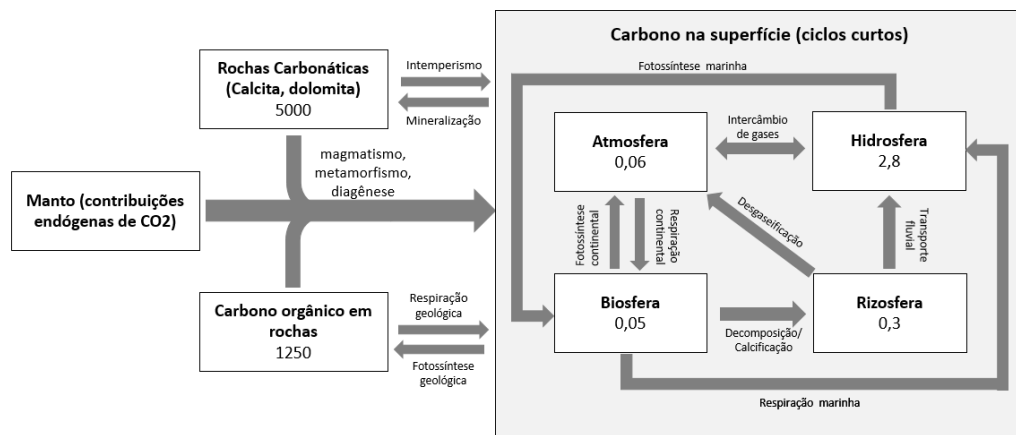 Carbono na superfície (ciclos curtos)
Rochas Carbonáticas
(Calcita, dolomita)
5000
Intemperismo
Mineralização
Fotossíntese marinha
magmatismo,
metamorfismo,
diagênese
Manto (contribuições
endógenas de CO2)
Atmosfera
0,06
Intercâmbio
de gases
Hidrosfera
2,8
Fotossíntese
continental
Respiração
continental
Desgaseificação
Transporte
fluvial
Carbono orgânico em
rochas
1250
Respiração
geológica
Fotossíntese
geológica
Biosfera
0,05
Decomposição/
Calcificação
Rizosfera
0,3
Respiração marinha